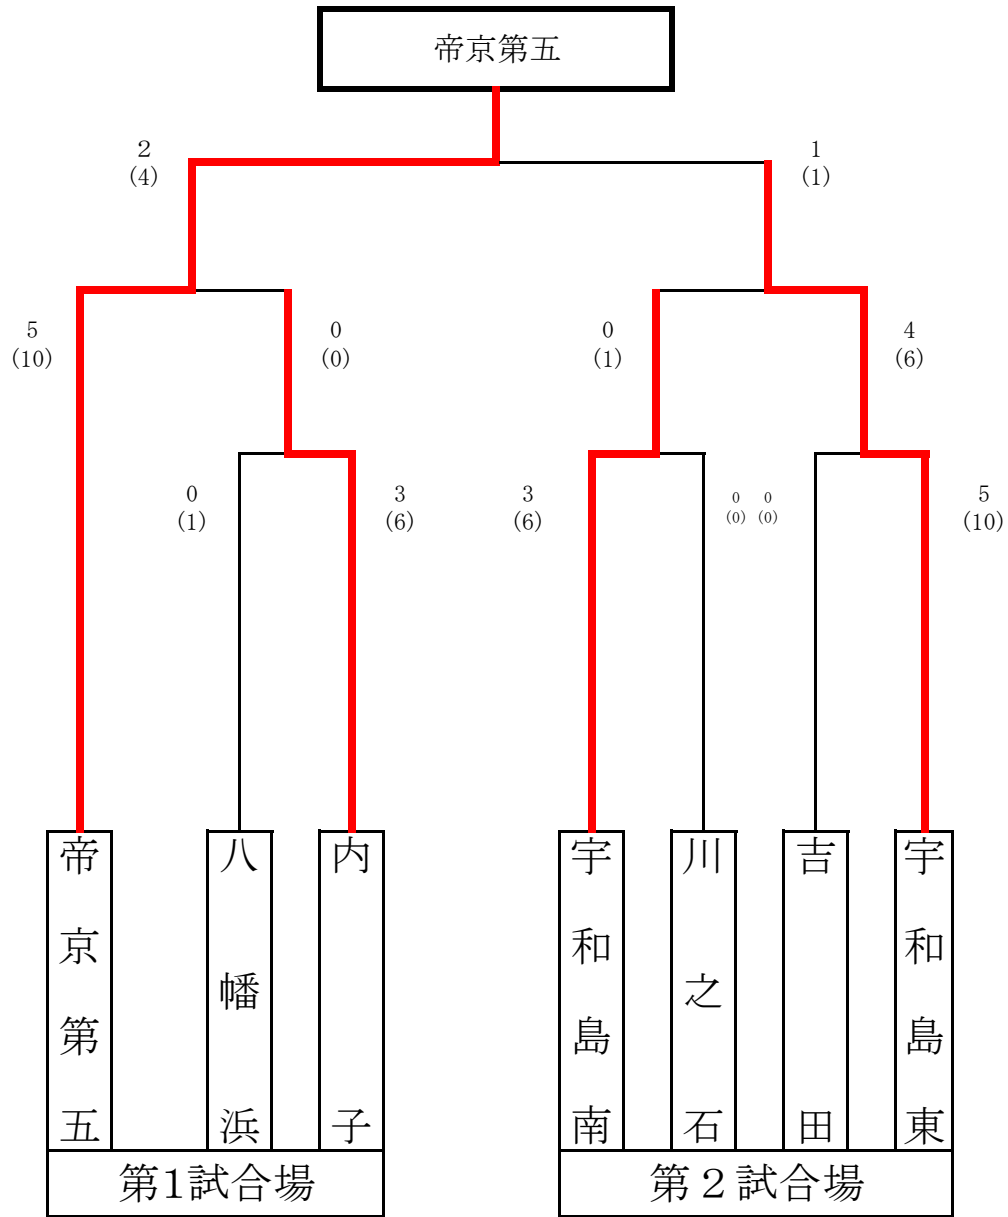 帝京第五
2 1
(4) (1)
5 0 0 4
(10) (0) (1) (6)
0 3 3 0 0 5
(1) (6) (6) (0) (0) (10)
帝京第五
八幡浜
内子
宇和島南
川之石
吉田
宇和島東
第1試合場
第２試合場